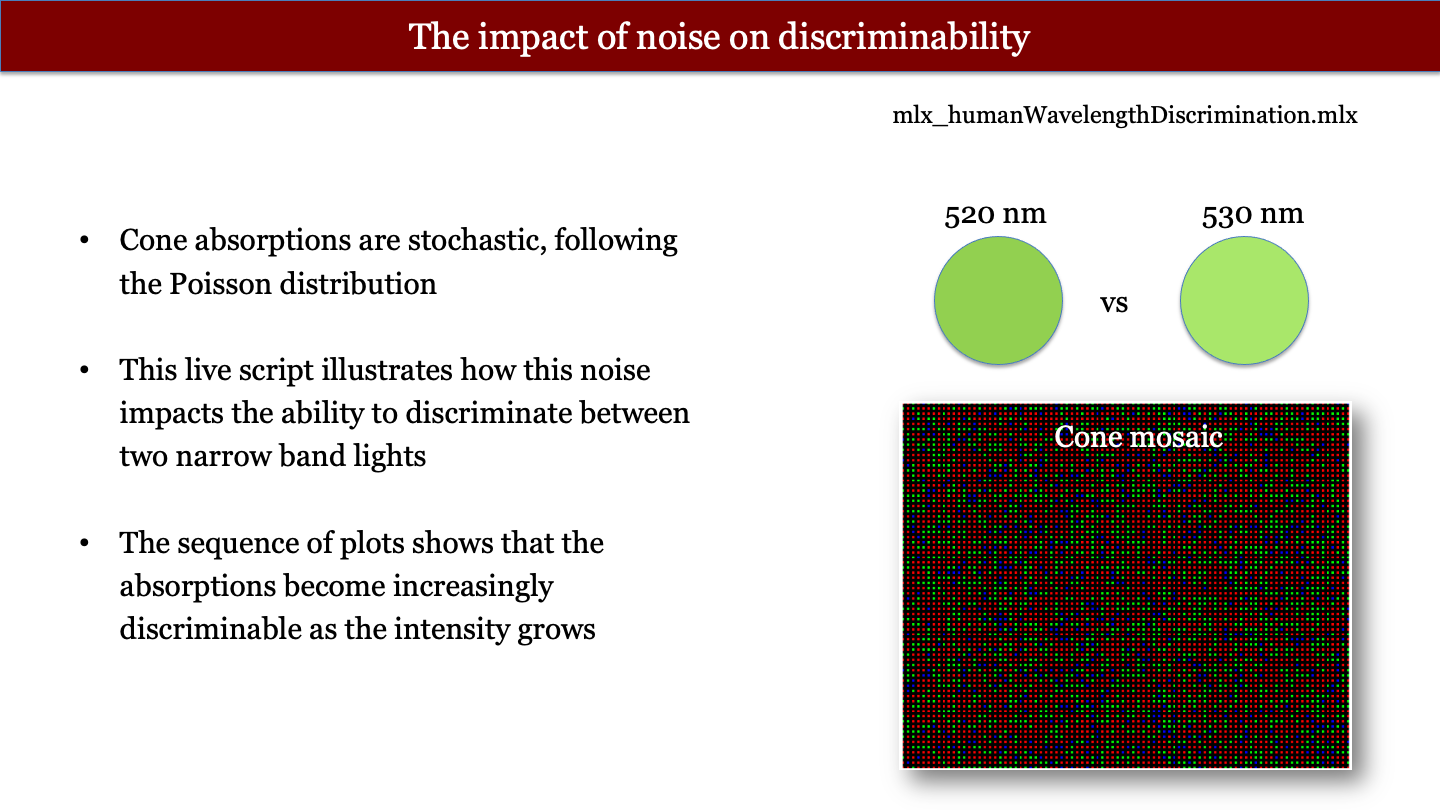 The impact of noise on discriminability
mlx_humanWavelengthDiscrimination.mlx
• Cone absorptions are stochastic, following
the Poisson distribution
• This live script illustrates how this noise
impacts the ability to discriminate between
two narrow band lights
• The sequence of plots shows that the
absorptions become increasingly
discriminable as the intensity grows
520 nm
530 nm
vs
Cone mosaic